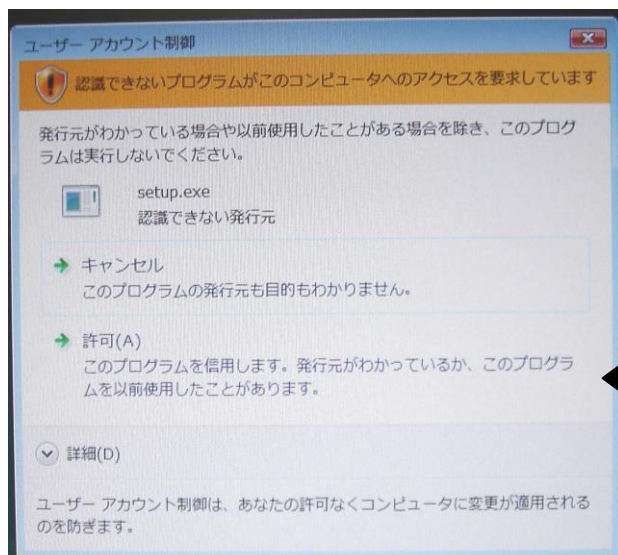 ユーザー アカウント制御
認識できないプログラムがこのコンピュータへのアクセスを要求しています
発行元がわかっている場合や以前使用したことがある場合を除き、このプログ
ラムは実行しないでください。
setup.exe
認識できない発行元
キャンセル
このプログラムの発行元も目的もわかりません。
許可(A)
このプログラムを信用します。発行元がわかっているか、このプログラ
ムを以前使用したことがあります。
詳細(D)
ユーザー アカウント制御は、あなたの許可なくコンピュータに変更が適用される
のを防ぎます。